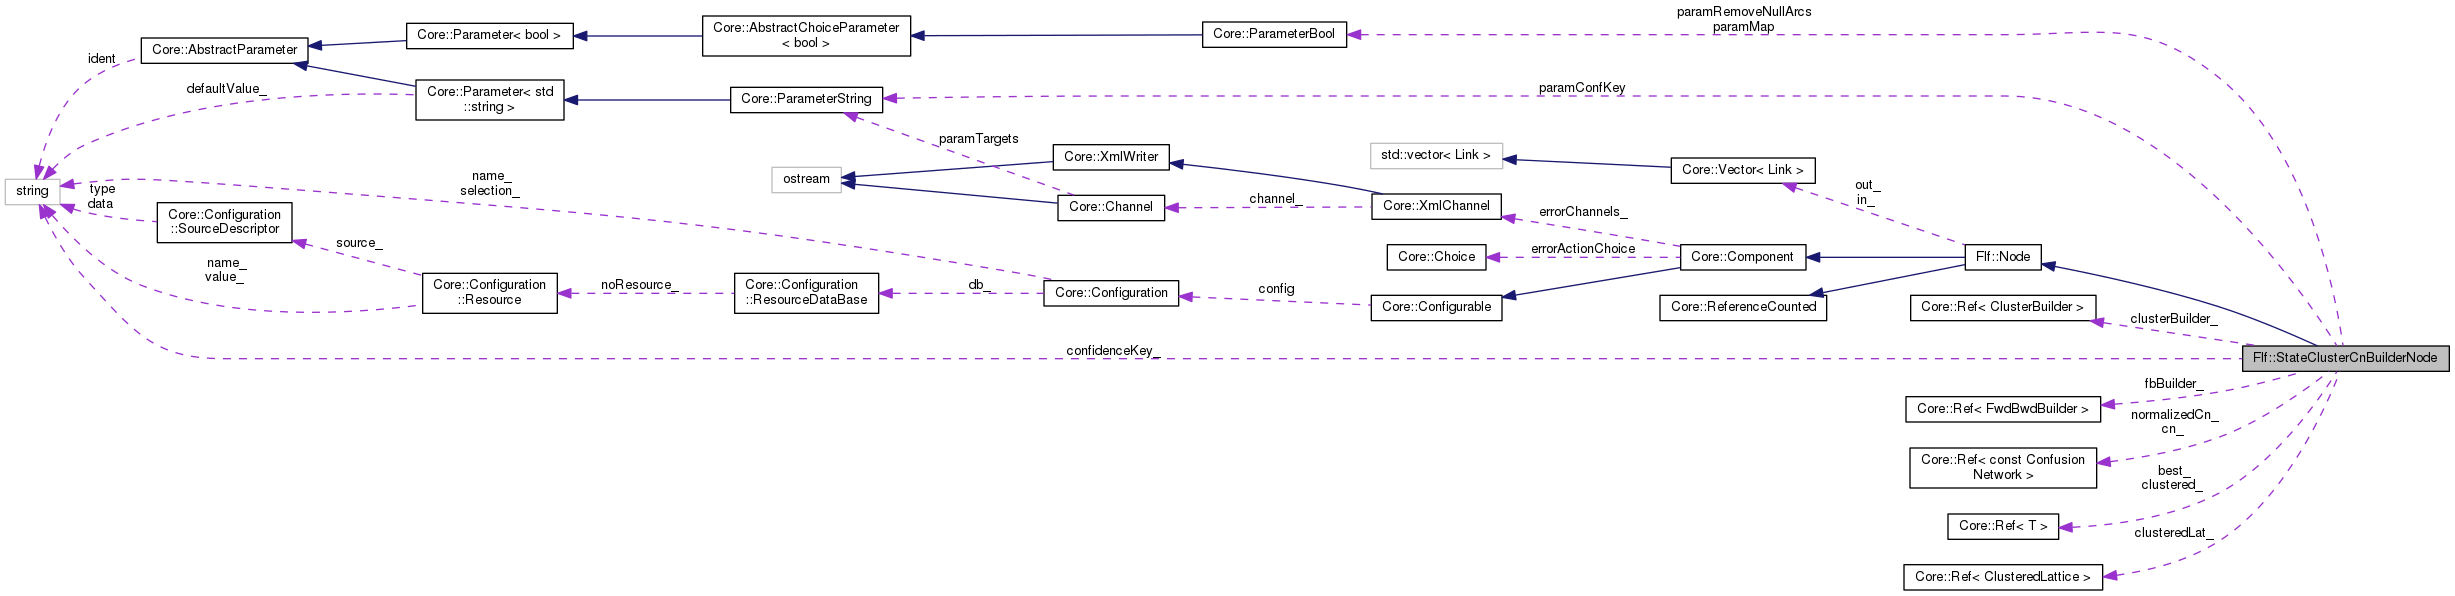 paramRemoveNullArcs
paramMap
Core::AbstractChoiceParameter
< bool >
Core::Parameter< bool >
Core::ParameterBool
Core::AbstractParameter
ident
defaultValue_
Core::Parameter< std
::string >
Core::ParameterString
paramConfKey
paramTargets
Core::XmlWriter
std::vector< Link >
Core::Vector< Link >
ostream
string
type
data
name_
selection_
Core::Configuration
::SourceDescriptor
Core::Channel
channel_
Core::XmlChannel
errorChannels_
out_
in_
source_
errorActionChoice
Core::Choice
Core::Component
Flf::Node
name_
value_
Core::Configuration
::Resource
noResource_
Core::Configuration
::ResourceDataBase
db_
Core::Configuration
config
Core::Configurable
Core::ReferenceCounted
Core::Ref< ClusterBuilder >
clusterBuilder_
confidenceKey_
Flf::StateClusterCnBuilderNode
fbBuilder_
Core::Ref< FwdBwdBuilder >
normalizedCn_
cn_
Core::Ref< const Confusion
Network >
best_
clustered_
Core::Ref< T >
clusteredLat_
Core::Ref< ClusteredLattice >